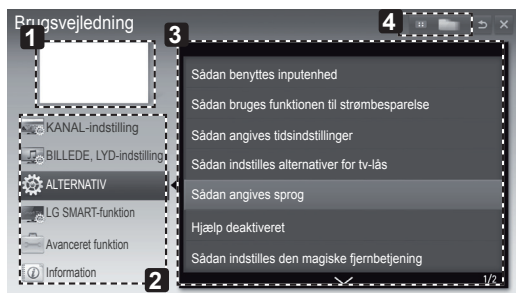 Brugsvejledning
4
1
3
KANAL-indstilling
BILLEDE, LYD-indstilling
ALTERNATIV
LG SMART-funktion
Avanceret funktion
Information
2
Sådan benyttes inputenhed
Sådan bruges funktionen til strømbesparelse
Sådan angives tidsindstillinger
Sådan indstilles alternativer for tv-lås
Sådan angives sprog
Hjælp deaktiveret
Sådan indstilles den magiske fjernbetjening
1/2